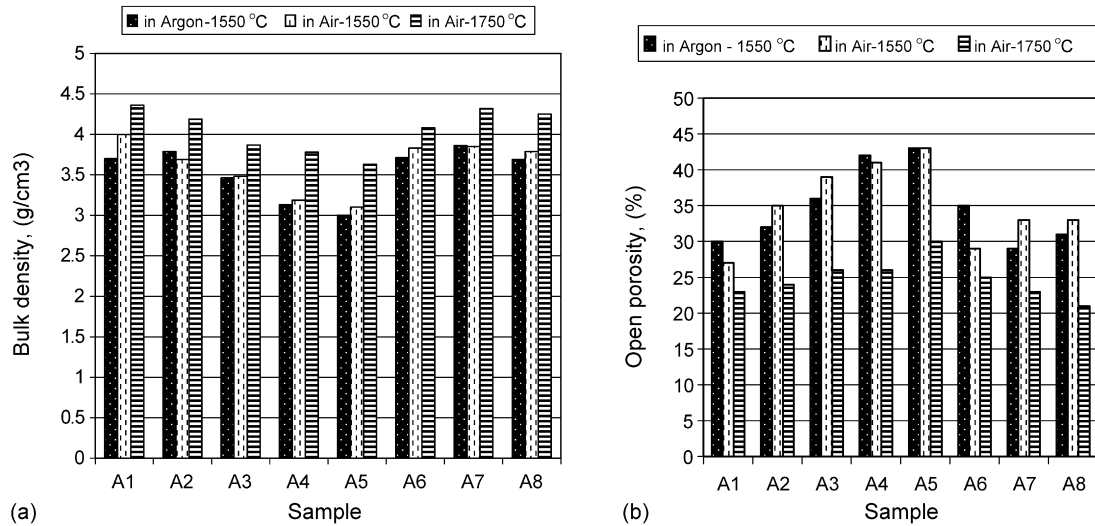 in Argon-1550 °C in Air-1550 °C in Air-1750 °C
5
4.5
4
3.5
3
2.5
2
1.5
1
0.5
0
Bulk density, (g/cm3)
A1 A2 A3 A4 A5 A6 A7 A8
(a) Sample
in Argon - 1550 °C in Air-1550 °C in Air-1750 °C
50
45
40
35
30
25
20
15
10
5
0
Open porosity, (%)
A1 A2 A3 A4 A5 A6 A7 A8
(b) Sample